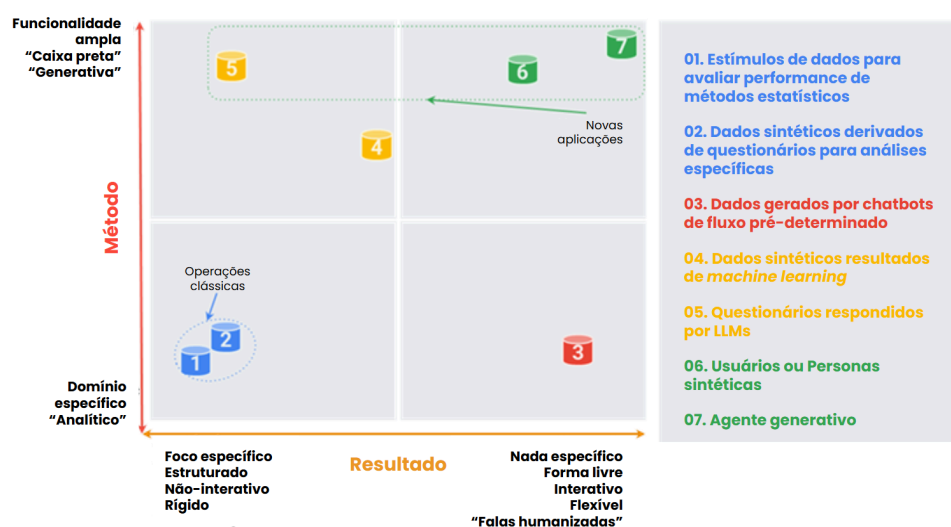 Funcionalidade
ampla
“Caixa preta”
“Generativa”
5
6
7
Novas
aplicações
4
Método
Operações
clássicas
2
1
3
Domínio
específico
“Analítico”
Foco específico
Estruturado
Não-interativo
Rígido
Resultado
Nada específico
Forma livre
Interativo
Flexível
“Falas humanizadas”
01. Estímulos de dados para
avaliar performance de
métodos estatísticos
02. Dados sintéticos derivados
de questionários para análises
específicas
03. Dados gerados por chatbots
de fluxo pré-determinado
04. Dados sintéticos resultados
de machine learning
05. Questionários respondidos
por LLMs
06. Usuários ou Personas
sintéticas
07. Agente generativo